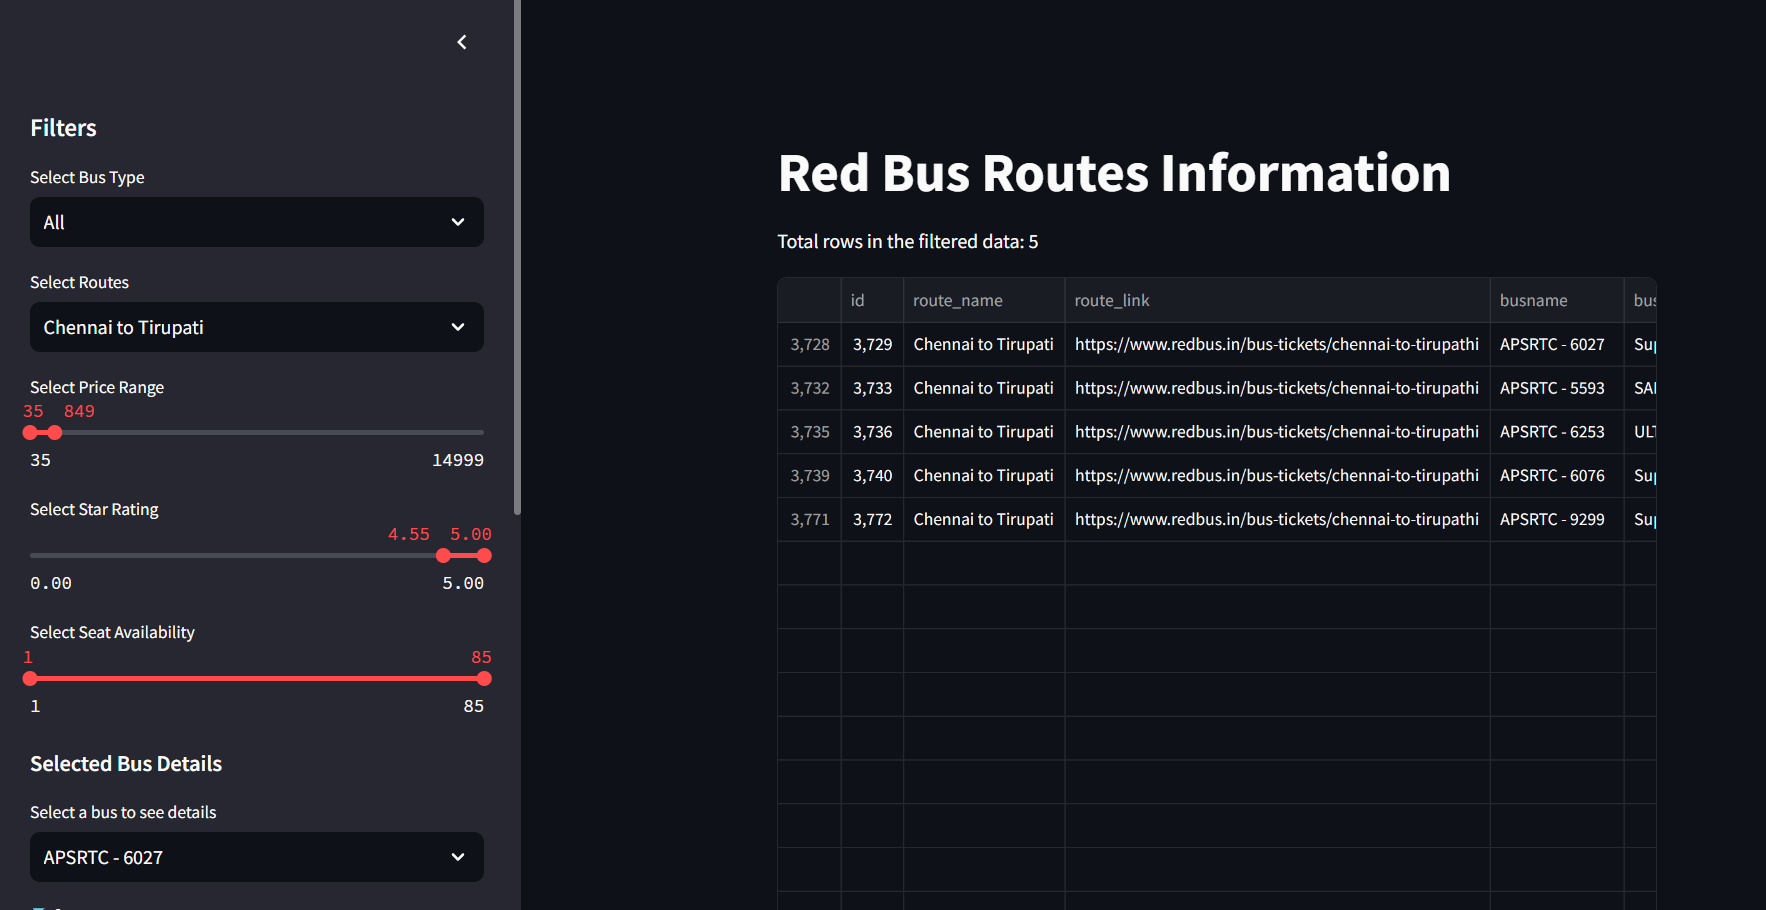 Filters
Select Bus Type
All
Select Routes
Chennai to Tirupati
Select Price Range
35 849
35 14999
Select Star Rating
4.55 5.00
0.00 5.00
Select Seat Availability
1 85
1 85
Selected Bus Details
Select a bus to see details
APSRTC - 6027
Red Bus Routes Information
Total rows in the filtered data: 5
id route_name route_link busname
3,728 3,729 Chennai to Tirupati https://www.redbus.in/bus-tickets/chennai-to-tirupathi APSRTC - 6027
3,732 3,733 Chennai to Tirupati https://www.redbus.in/bus-tickets/chennai-to-tirupathi APSRTC - 5593
3,735 3,736 Chennai to Tirupati https://www.redbus.in/bus-tickets/chennai-to-tirupathi APSRTC - 6253
3,739 3,740 Chennai to Tirupati https://www.redbus.in/bus-tickets/chennai-to-tirupathi APSRTC - 6076
3,771 3,772 Chennai to Tirupati https://www.redbus.in/bus-tickets/chennai-to-tirupathi APSRTC - 9299